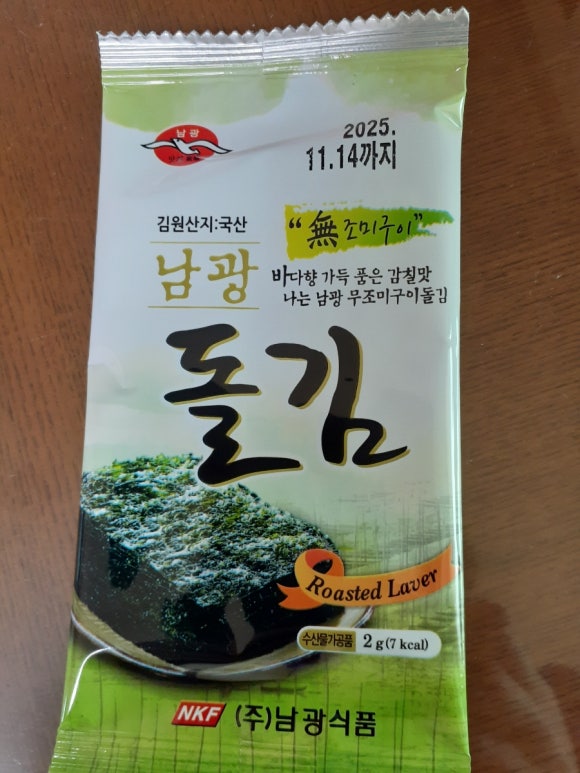 남광
2025.
11.14까지
김원산지:국산
“無조미구이”
남광
바다향 가득 품은 감칠맛
나는 남광 무조미구이돌김
돌김
Roasted Laver
수산물가공품 2 g (7 kcal)
NKF (주)남광식품